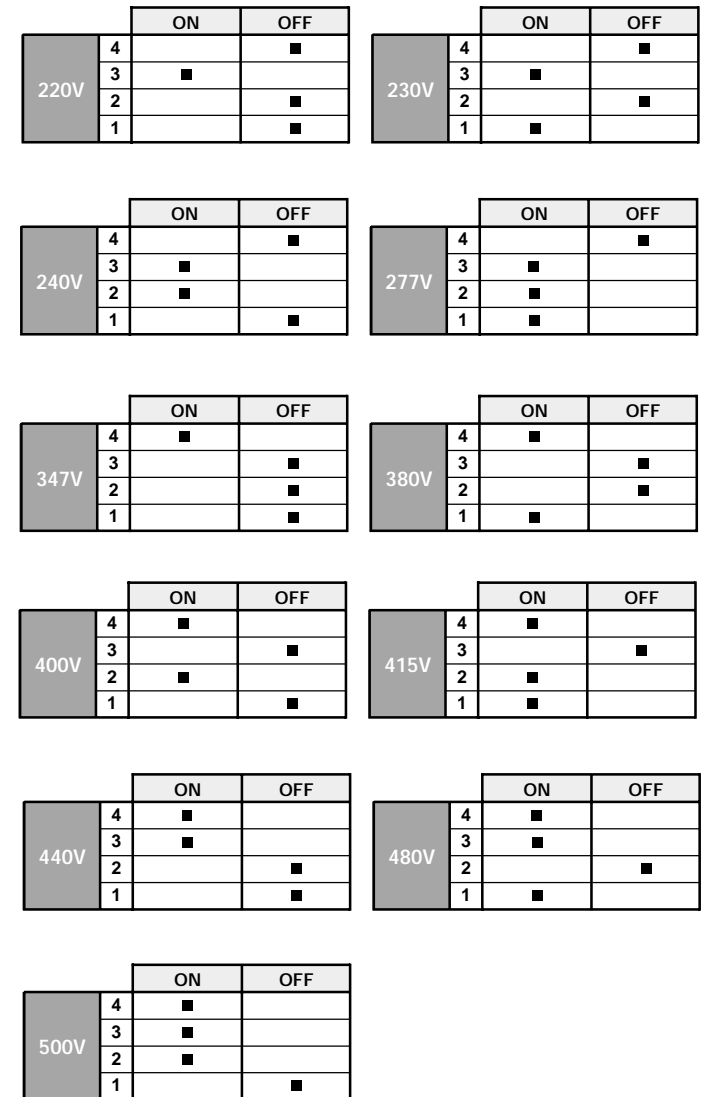 ON OFF
4 ■
220V 3 ■
2 ■
1 ■
ON OFF
4 ■
230V 3 ■
2 ■
1 ■
ON OFF
4 ■
240V 3 ■
2 ■
1 ■
ON OFF
4 ■
277V 3 ■
2 ■
1 ■
ON OFF
4 ■
347V 3 ■
2 ■
1 ■
ON OFF
4 ■
380V 3 ■
2 ■
1 ■
ON OFF
4 ■
400V 3 ■
2 ■
1 ■
ON OFF
4 ■
415V 3 ■
2 ■
1 ■
ON OFF
4 ■
440V 3 ■
2 ■
1 ■
ON OFF
4 ■
480V 3 ■
2 ■
1 ■
ON OFF
4 ■
500V 3 ■
2 ■
1 ■